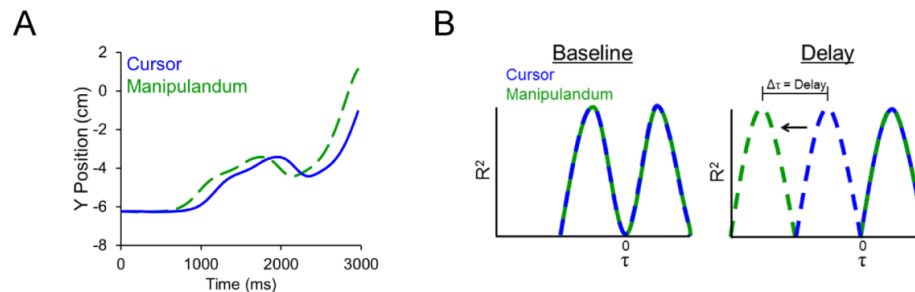 A
Cursor
Manipulandum
Y Position (cm)
2
0
-2
-4
-6
-8
0
1000
2000
3000
Time (ms)
B
Baseline
Cursor
Manipulandum
R²
0
τ
Delay
Δτ = Delay
R²
0
τ